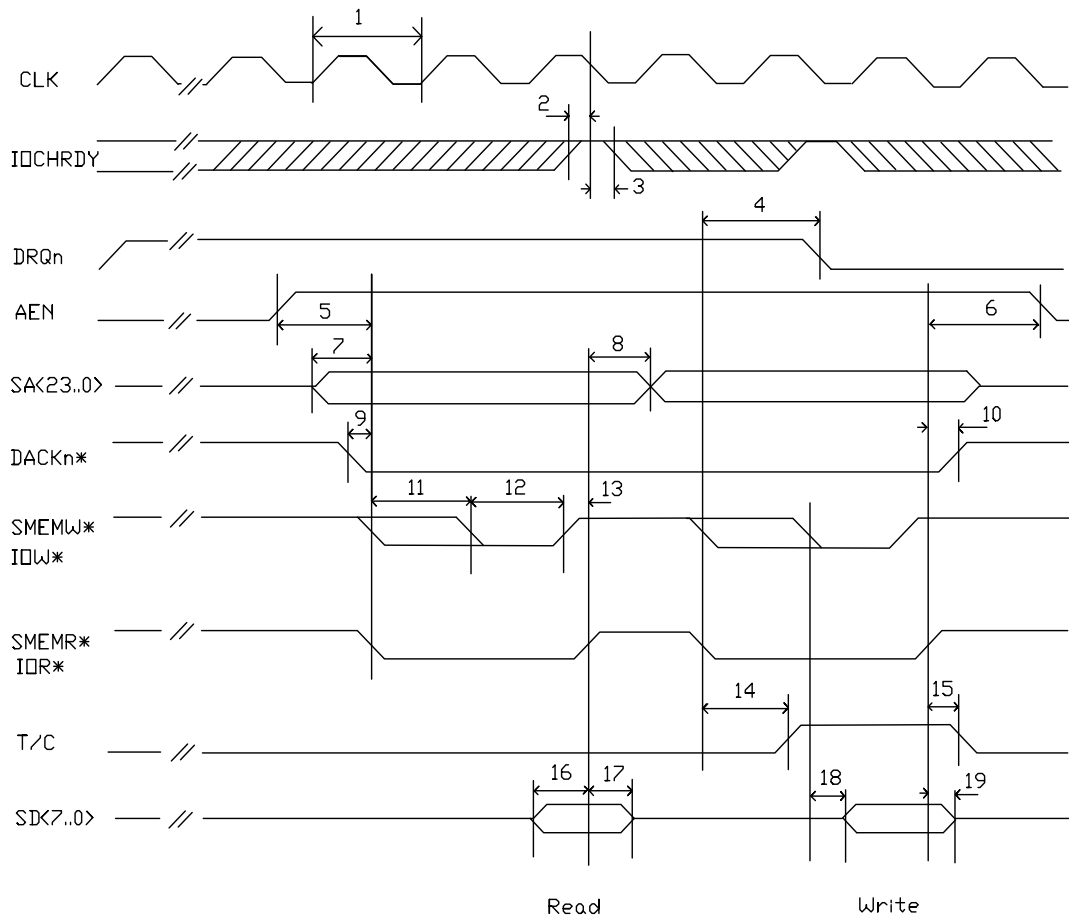 1
CLK
2
IOCHRDY
3
4
DRQn
AEN
5
6
7
8
SA<23..0>
9
10
DACKn*
11
12
13
SMEMW*
IOW*
SMEMR*
IOR*
14
15
T/C
16
17
18
19
SD<7..0>
Read
Write